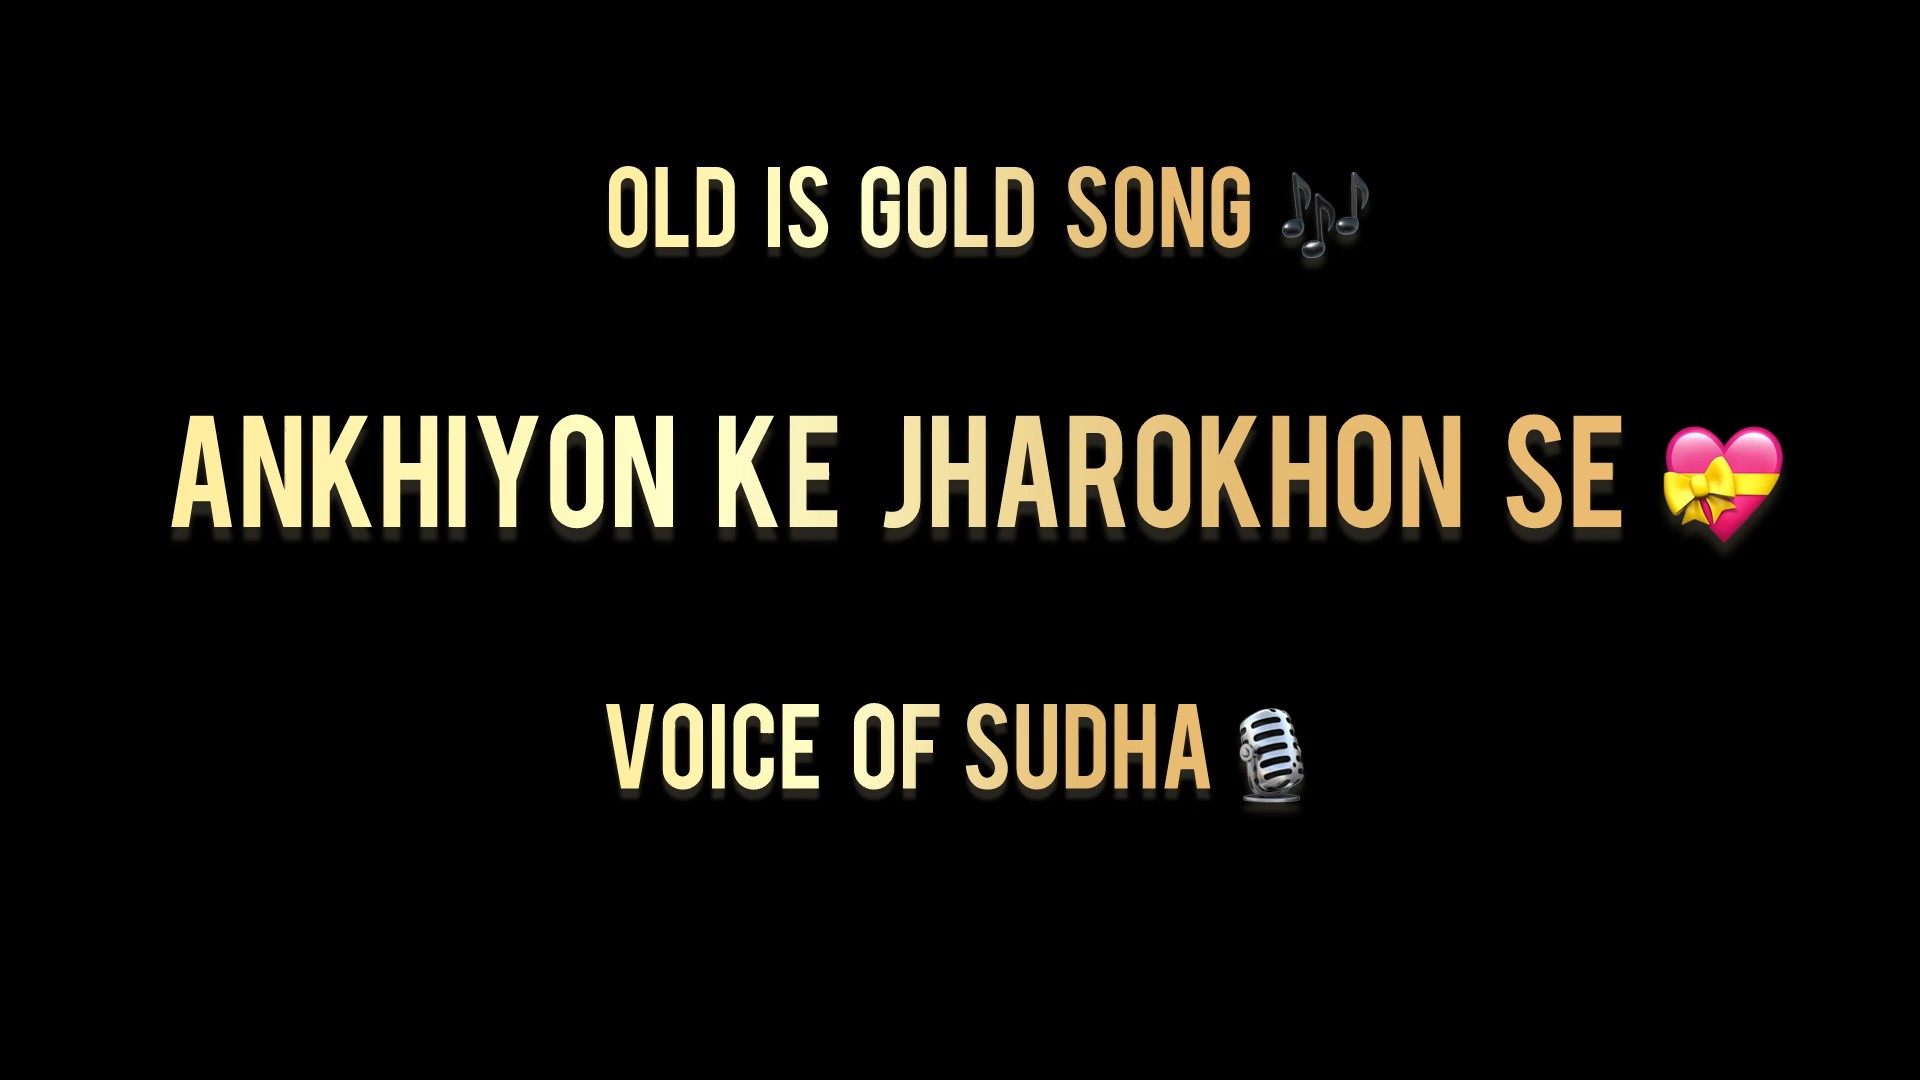 OLD IS GOLD SONG 🎶
ANKHIYON KE JHAROKHON SE 💝
VOICE OF SUDHA 🎙️